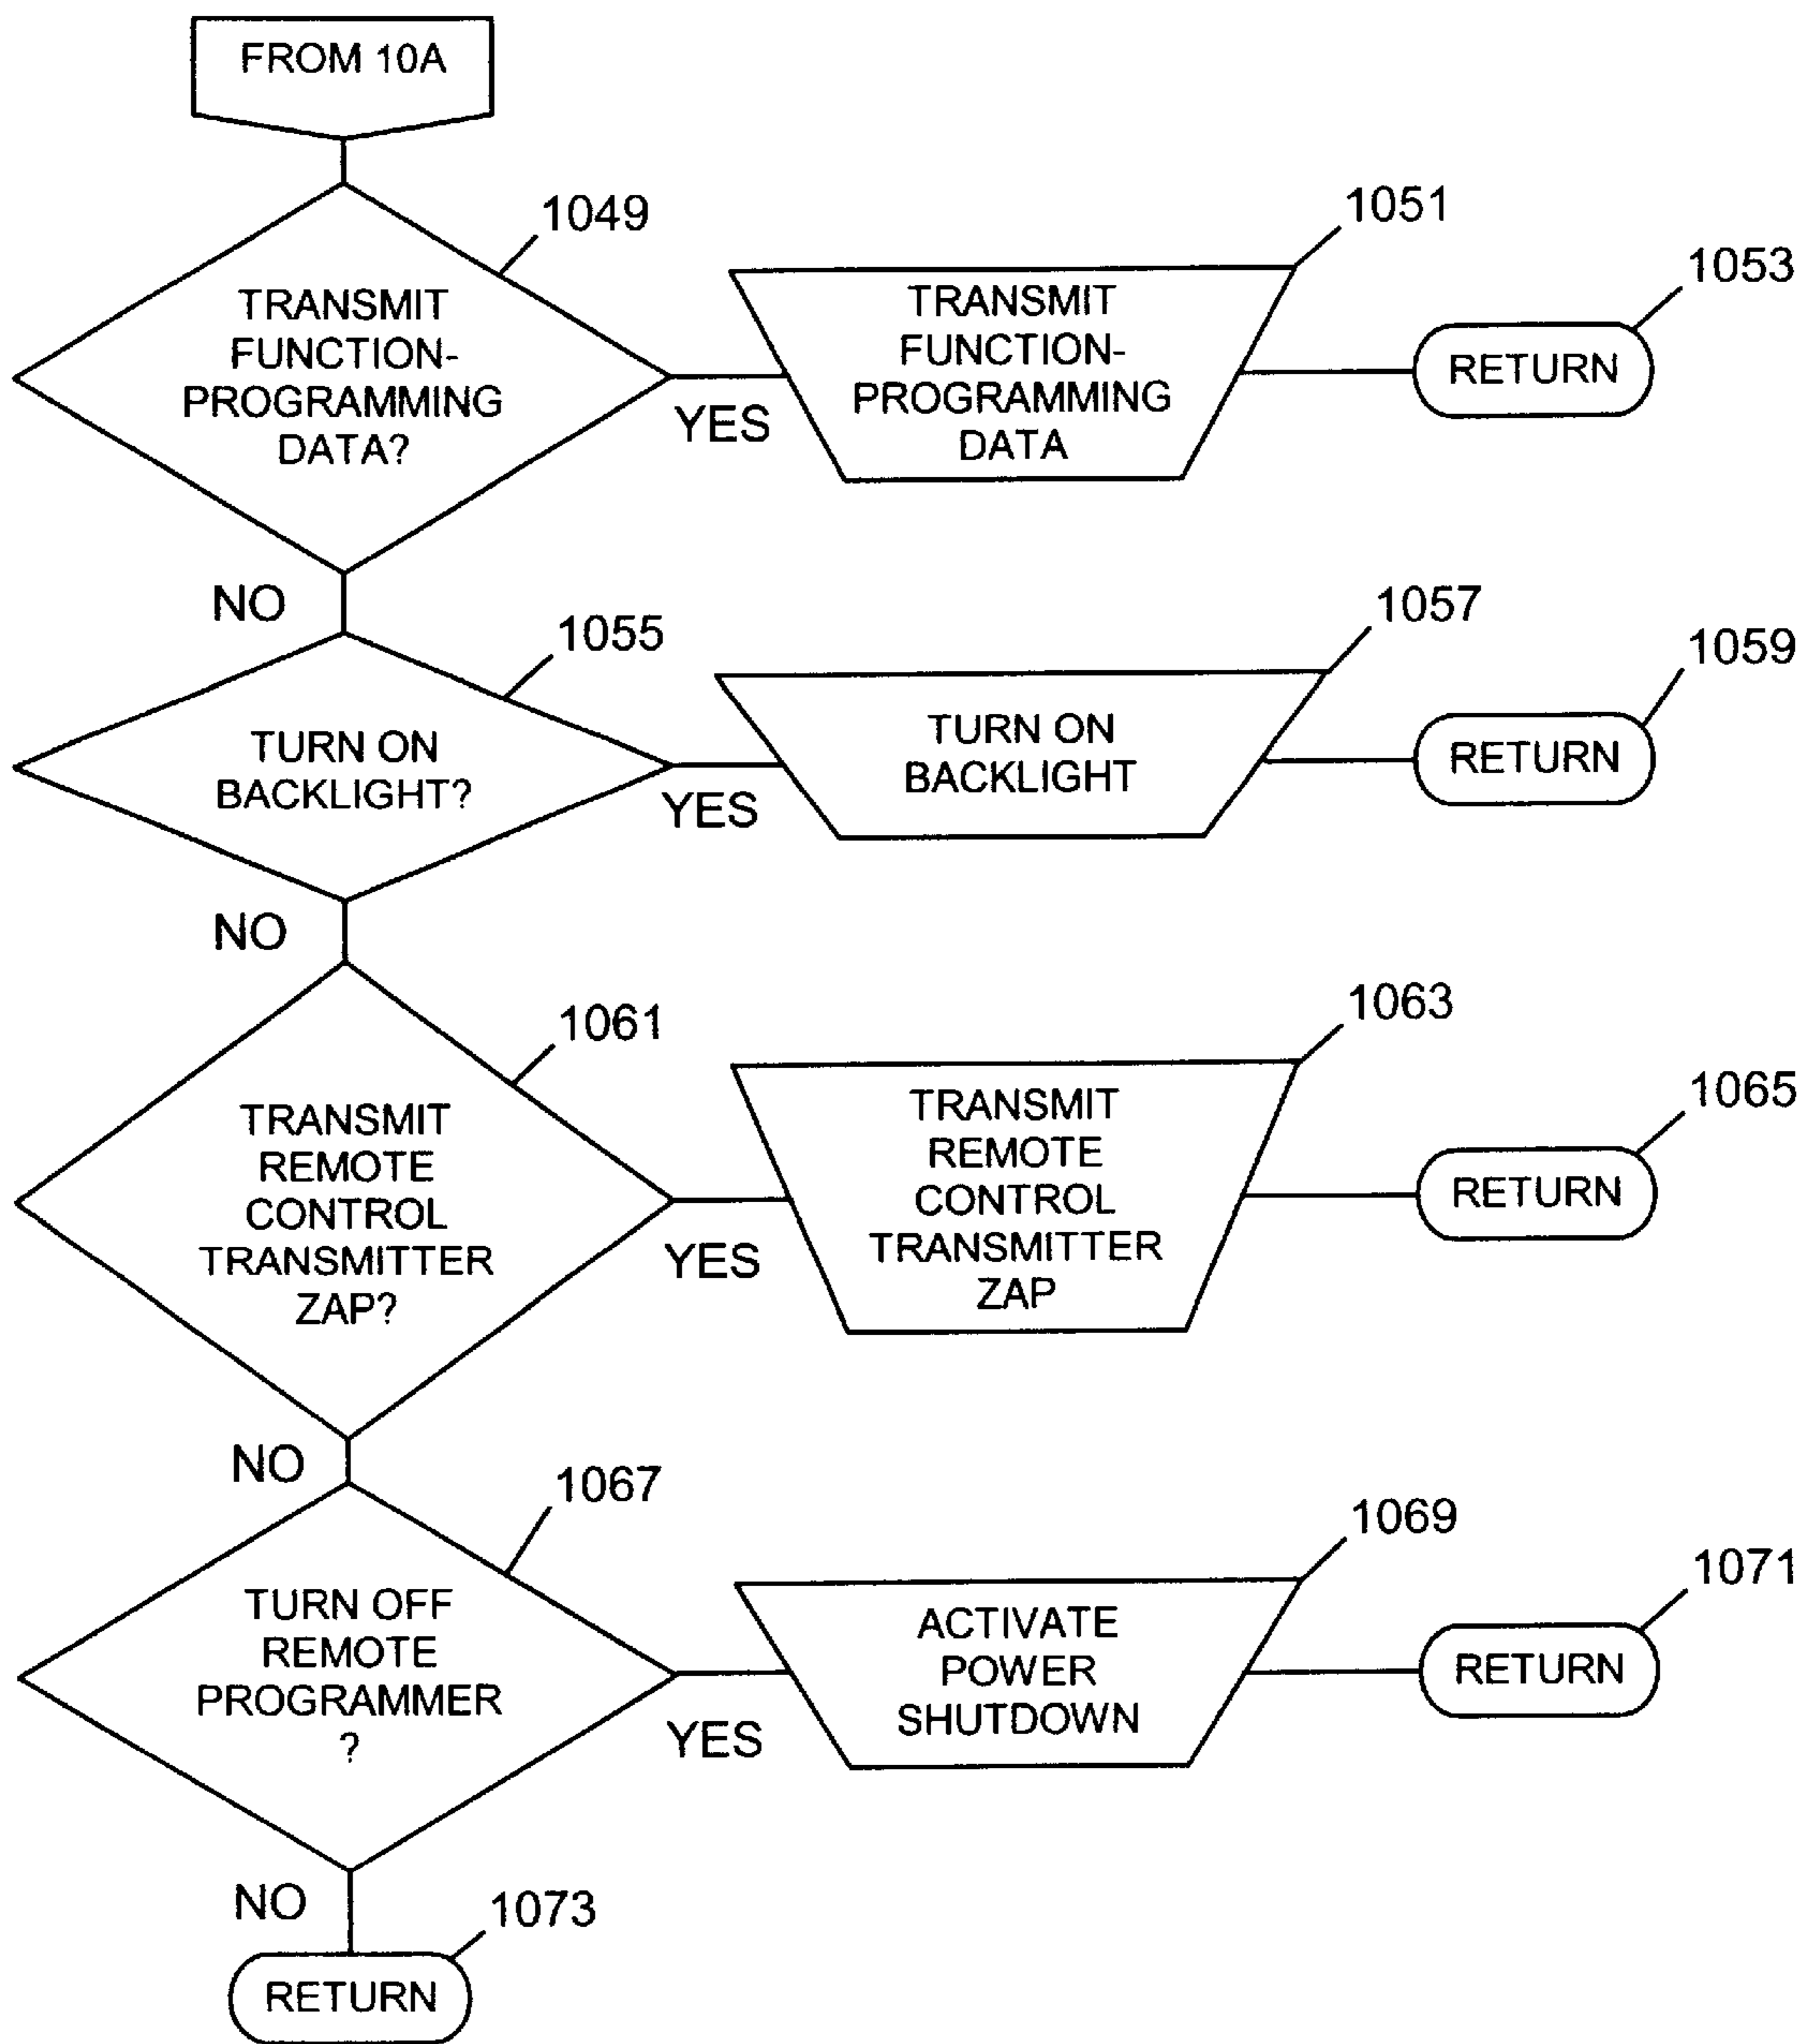 FROM 10A
1049
TRANSMIT
FUNCTION-
PROGRAMMING
DATA?
YES
1051
TRANSMIT
FUNCTION-
PROGRAMMING
DATA
1053
RETURN
NO
1055
TURN ON
BACKLIGHT?
YES
1057
TURN ON
BACKLIGHT
1059
RETURN
NO
1061
TRANSMIT
REMOTE
CONTROL
TRANSMITTER
ZAP?
YES
1063
TRANSMIT
REMOTE
CONTROL
TRANSMITTER
ZAP
1065
RETURN
NO
1067
TURN OFF
REMOTE
PROGRAMMER
?
YES
1069
ACTIVATE
POWER
SHUTDOWN
1071
RETURN
NO
1073
RETURN